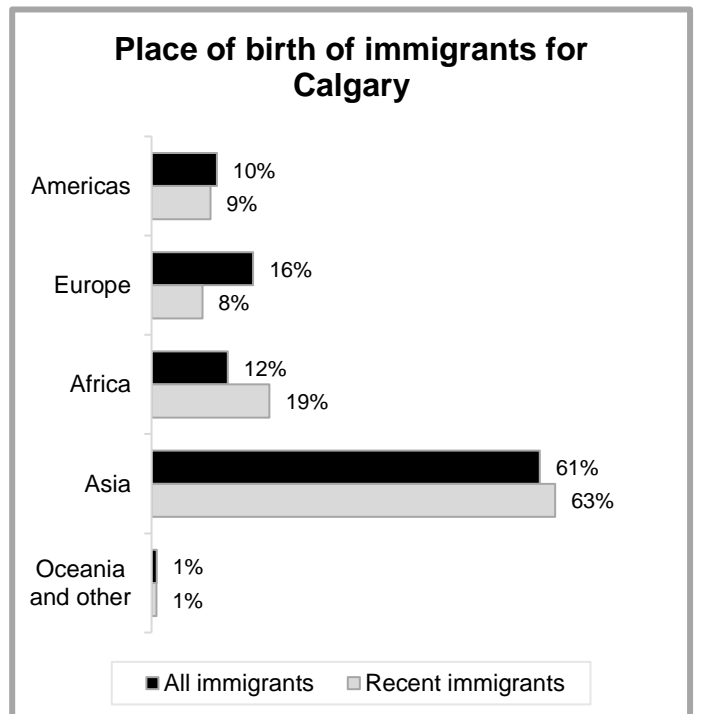 Place of birth of immigrants for
Calgary
Americas
10%
9%
Europe
16%
8%
Africa
12%
19%
Asia
61%
63%
Oceania
and other
1%
1%
All immigrants Recent immigrants